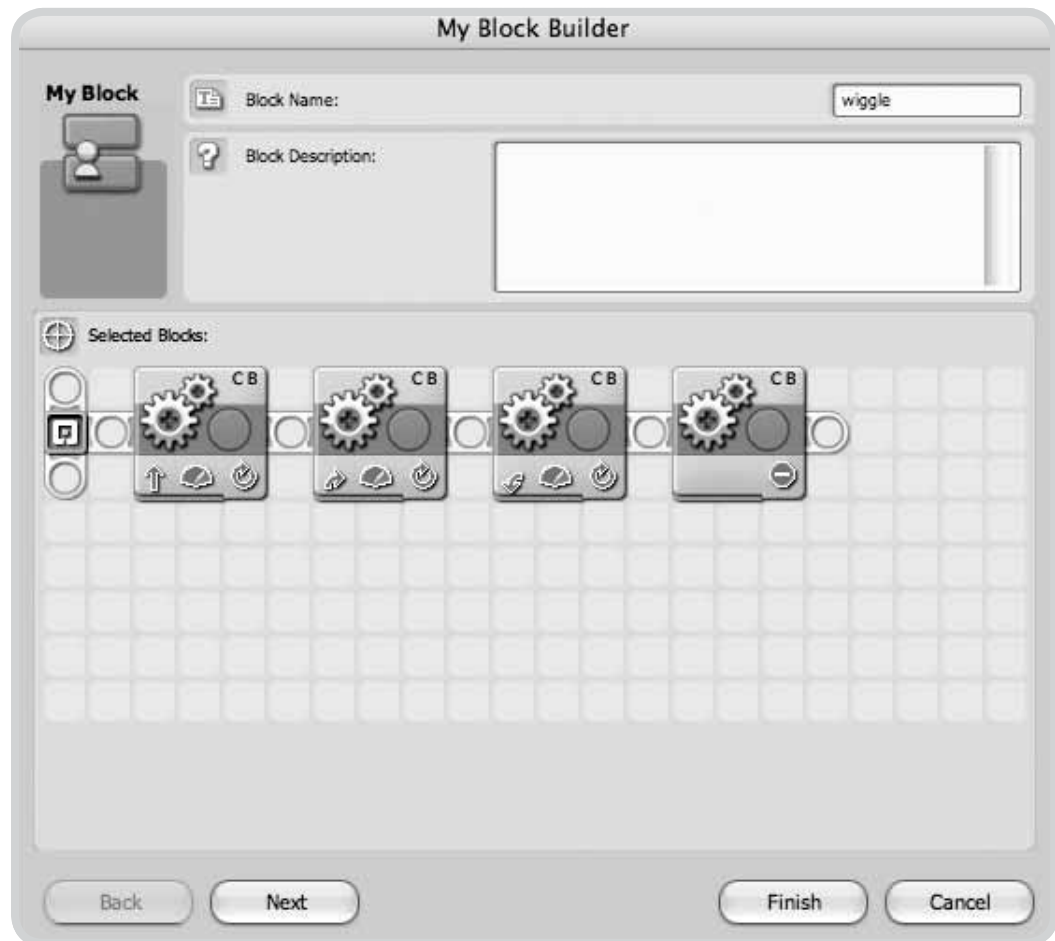 My Block Builder
My Block
Block Name:
wiggle
Block Description:
Selected Blocks:
C B
C B
C B
C B
Back
Next
Finish
Cancel